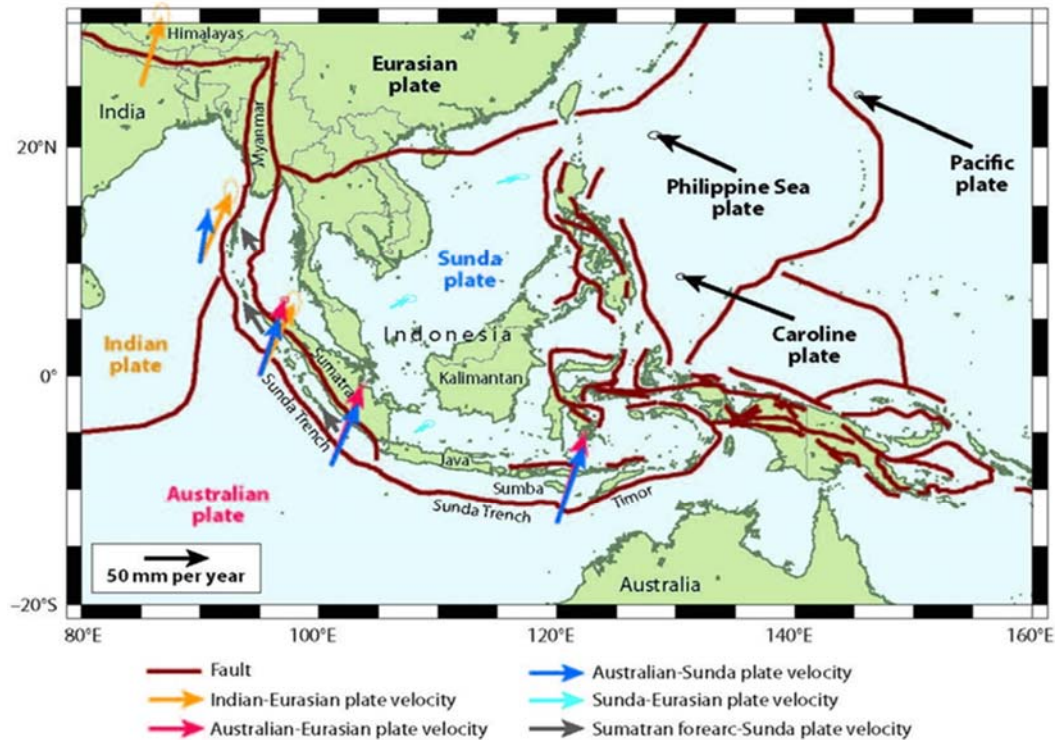 Himalayas
Eurasian
plate
India
Myanmar
20°N
Philippine Sea
plate
Pacific
plate
Sunda
plate
Indian
plate
Indonesia
Caroline
plate
0°
Sumatra
Kalimantan
Sunda Trench
Java
Sumba
Timor
Sunda Trench
Australian
plate
50 mm per year
Australia
–20°S
80°E 100°E 120°E 140°E 160°E
Fault
Indian-Eurasian plate velocity
Australian-Eurasian plate velocity
Australian-Sunda plate velocity
Sunda-Eurasian plate velocity
Sumatran forearc-Sunda plate velocity